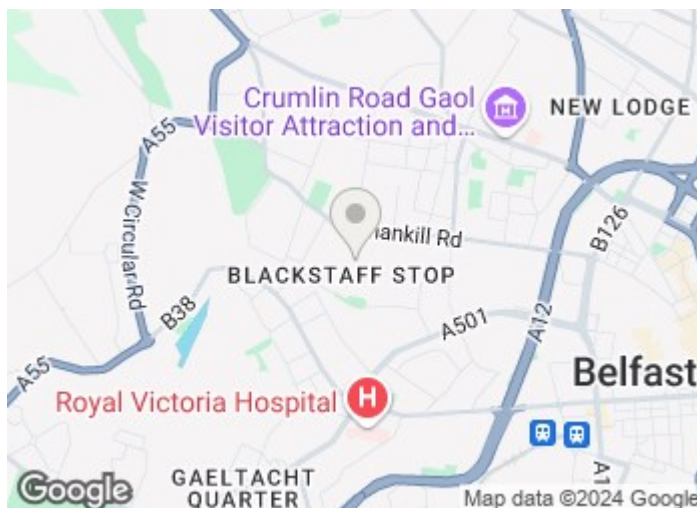 Crumlin Road Gaol
Visitor Attraction and...
NEW LODGE
A55
W Circular Rd
B126
hankill Rd
BLACKSTAFF STOP
B38
A501
A12
A55
Belfast
Royal Victoria Hospital
H
GAELTACHT
QUARTER
A1
Google
Map data ©2024 Google